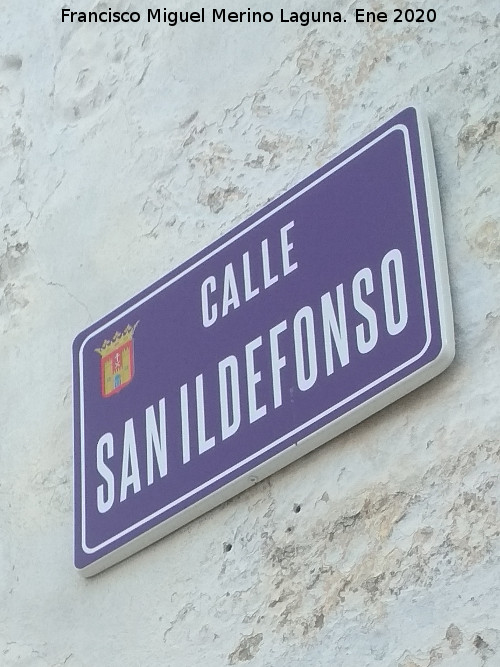 Francisco Miguel Merino Laguna. Ene 2020
CALLE
SAN ILDEFONSO